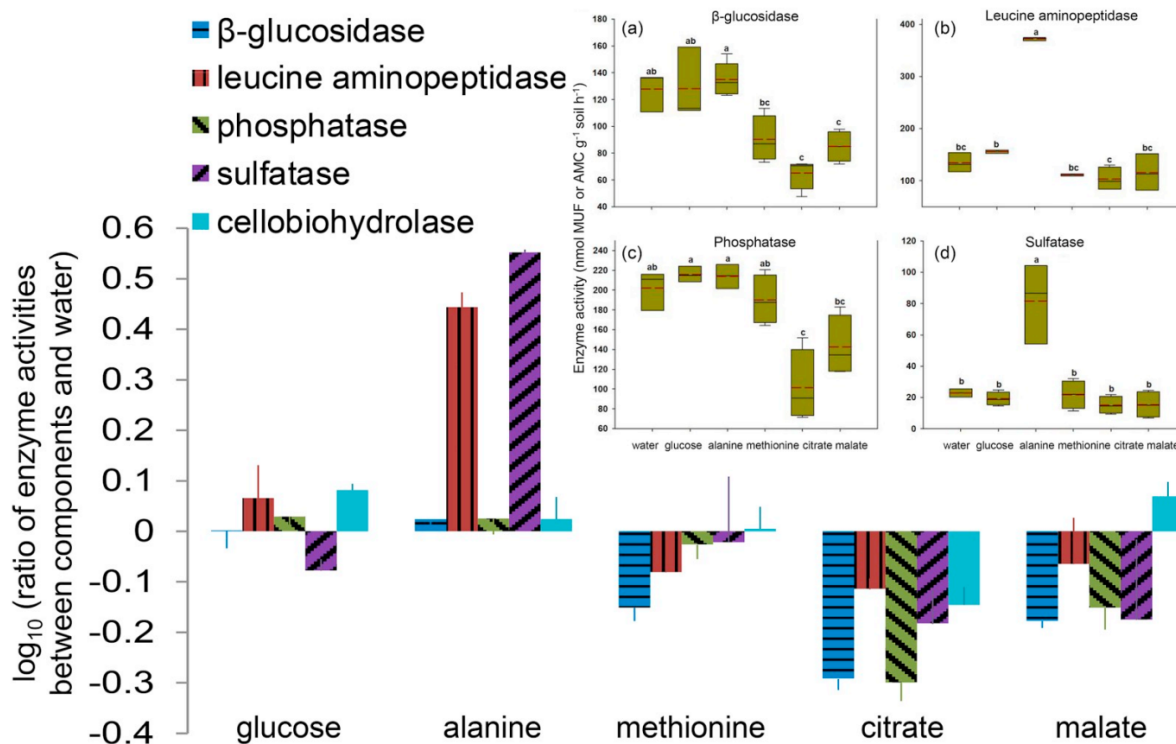 β-glucosidase
leucine aminopeptidase
phosphatase
sulfatase
cellobiohydrolase
log₁₀ (ratio of enzyme activities
between components and water)
0.6
0.5
0.4
0.3
0.2
0.1
0
-0.1
-0.2
-0.3
-0.4
glucose alanine methionine citrate malate
Enzyme activity (nmol MUF or AMC g⁻¹ soil h⁻¹)
β-glucosidase
(a)
180
160
140
120
100
80
60
40
ab ab a bc c c
Leucine aminopeptidase
(b)
400
300
200
100
bc b a bc c bc
Phosphatase
(c)
240
220
200
180
160
140
120
100
80
60
ab a a ab c bc
water glucose alanine methionine citrate malate
Sulfatase
(d)
120
100
80
60
40
20
0
b b a b b b
water glucose alanine methionine citrate malate